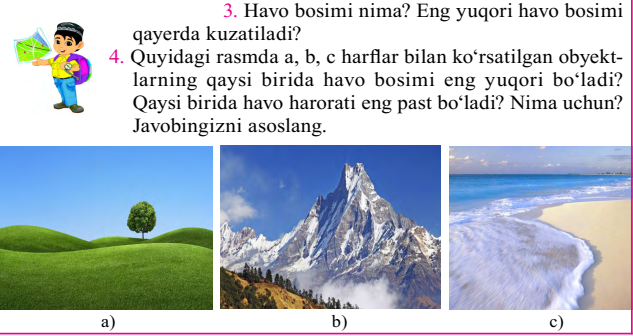 3. Havo bosimi nima? Eng yuqori havo bosimi
qayerda kuzatiladi?
4. Quyidagi rasmda a, b, c harflar bilan ko‘rsatilgan obyekt-
larning qaysi birida havo bosimi eng yuqori bo‘ladi?
Qaysi birida havo harorati eng past bo‘ladi? Nima uchun?
Javobingizni asoslang.
a) b) c)